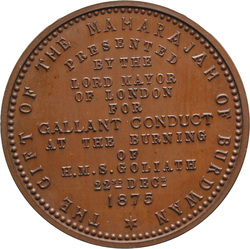 THE GIFT OF THE MAHARAJAH OF BURDWAN
PRESENTED
BY THE
LORD MAYOR
OF LONDON
FOR
GALLANT CONDUCT
AT THE BURNING
OF
H.M.S. GOLIATH
22ND DEC:
1875